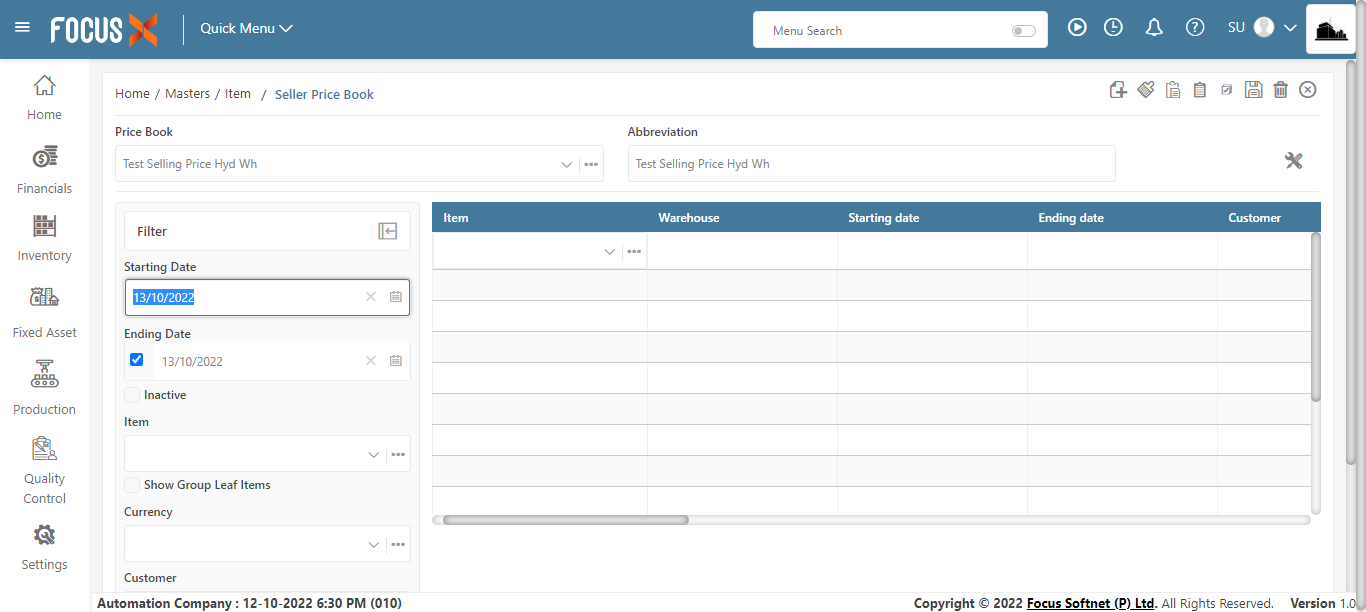 FOCUS X
Quick Menu
Menu Search
SU
Home
Financials
Inventory
Fixed Asset
Production
Quality
Control
Settings
Home / Masters / Item / Seller Price Book
Price Book
Abbreviation
Test Selling Price Hyd Wh
Test Selling Price Hyd Wh
Filter
Starting Date
13/10/2022
Ending Date
13/10/2022
Inactive
Item
Show Group Leaf Items
Currency
Customer
Item Warehouse Starting date Ending date Customer
Automation Company : 12-10-2022 6:30 PM (010)
Copyright © 2022 Focus Softnet (P) Ltd. All Rights Reserved. Version 1.0